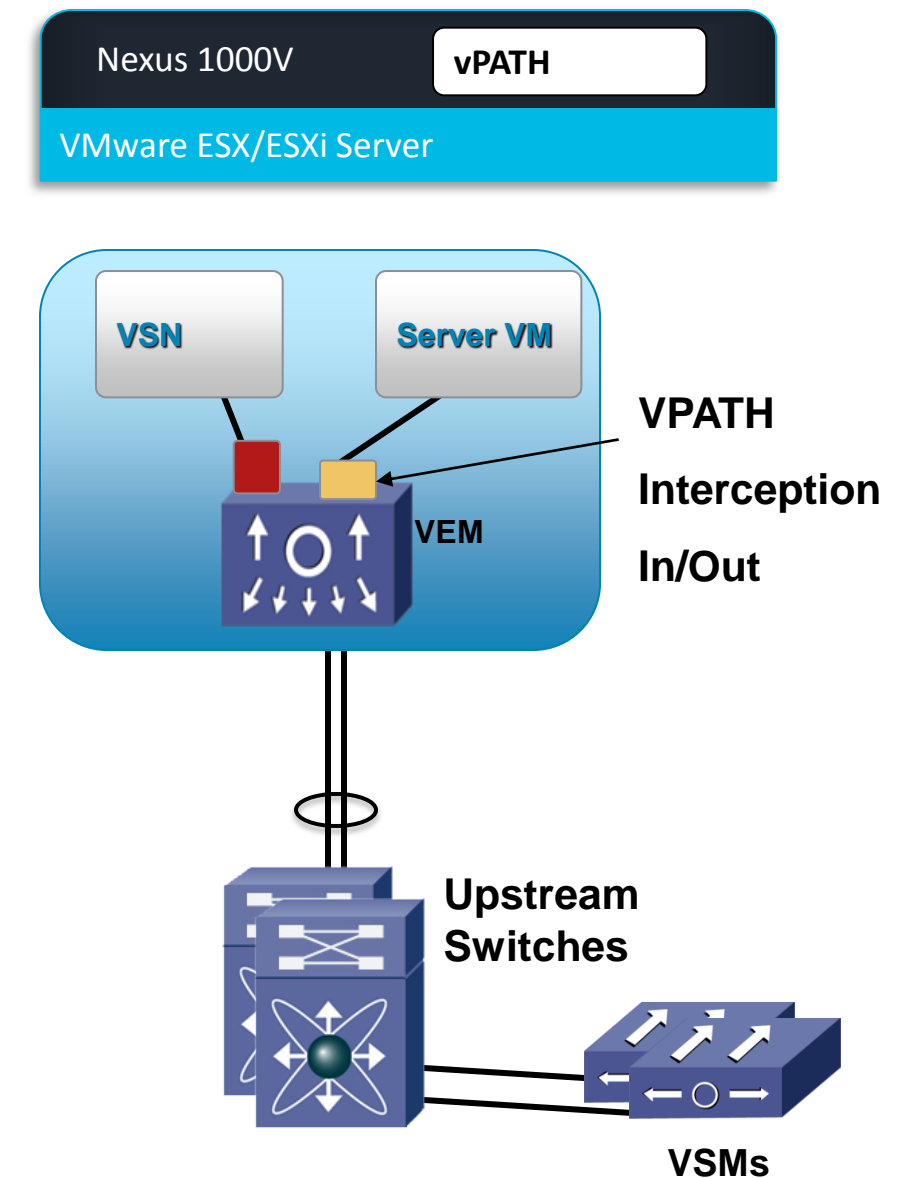 Nexus 1000V
vPATH
VMware ESX/ESXi Server
VSN
Server VM
VPATH
Interception
In/Out
VEM
Upstream
Switches
VSMs